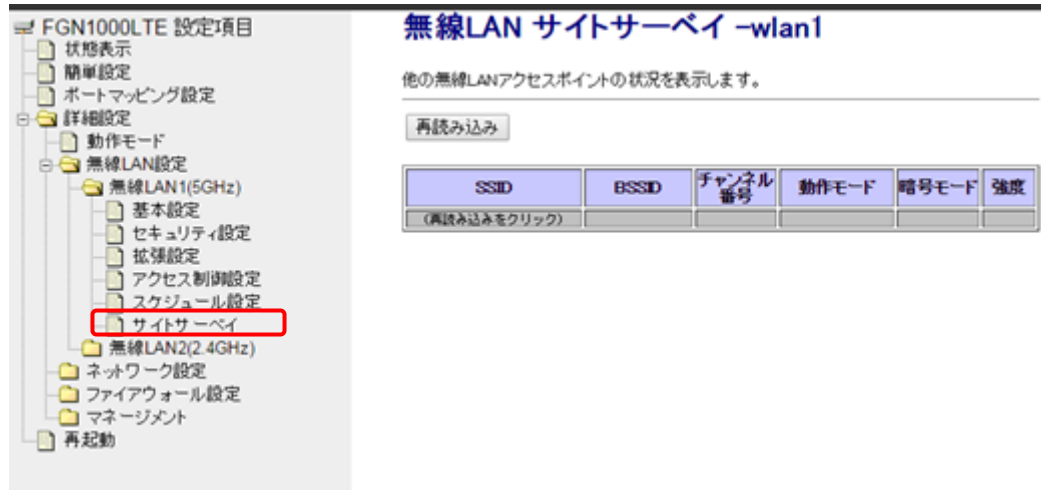 FGN1000LTE 設定項目
状態表示
簡単設定
ポートマッピング設定
詳細設定
動作モード
無線LAN設定
無線LAN1(5GHz)
基本設定
セキュリティ設定
拡張設定
アクセス制御設定
スケジュール設定
サイトサーベイ
無線LAN2(2.4GHz)
ネットワーク設定
ファイアウォール設定
マネージメント
再起動
無線LAN サイトサーベイ -wlan1
他の無線LANアクセスポイントの状況を表示します。
再読み込み
SSID BSSID チャンネル番号 動作モード 暗号モード 強度
(再読み込みをクリック)